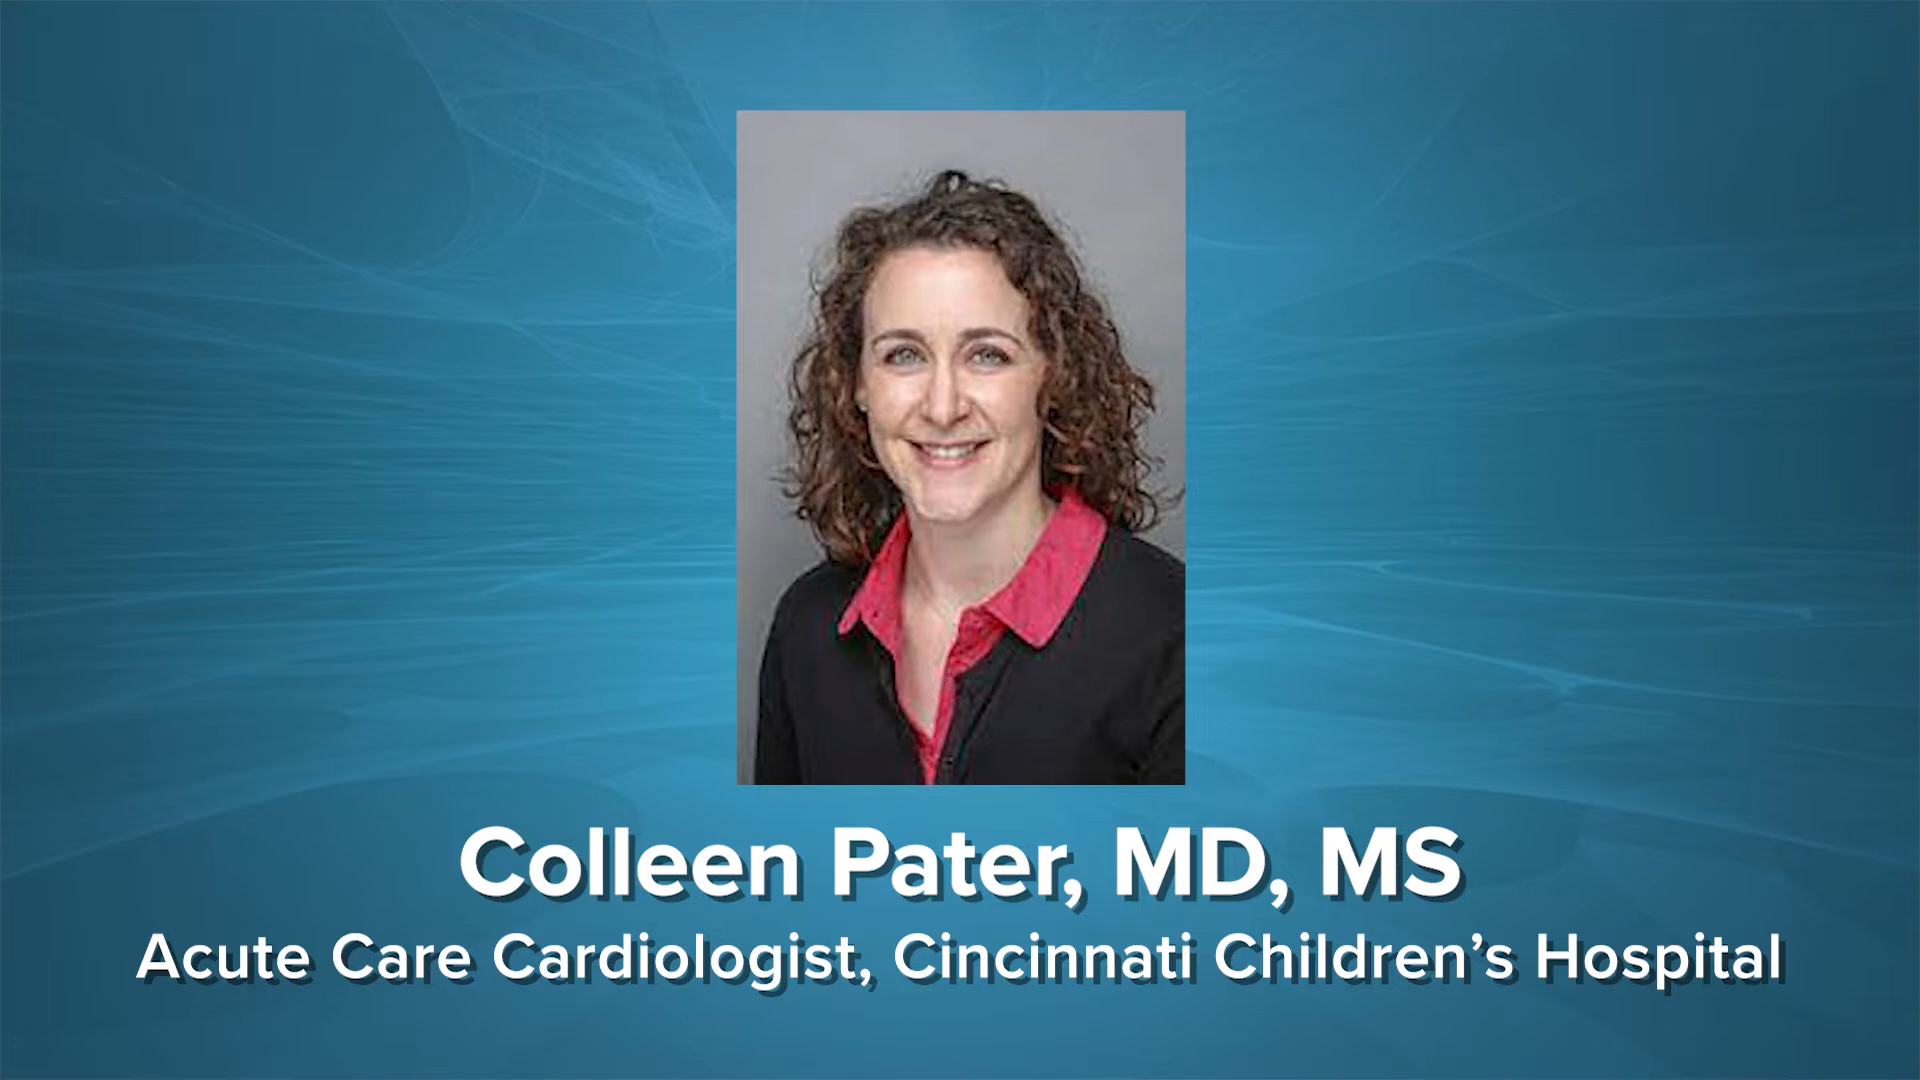 Colleen Pater, MD, MS
Acute Care Cardiologist, Cincinnati Children’s Hospital